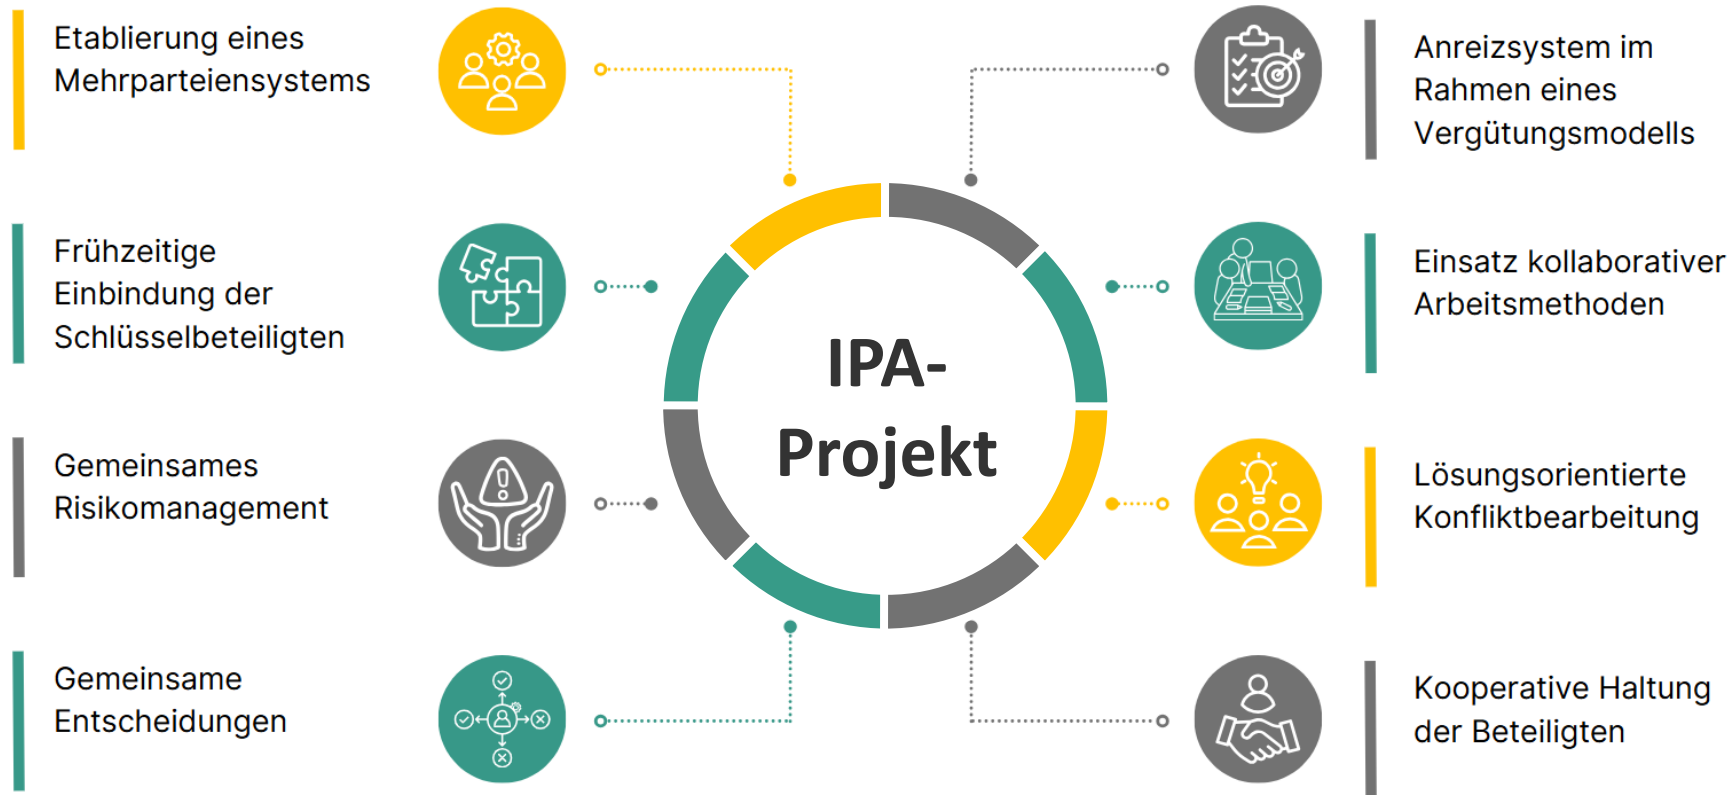 Etablierung eines
Mehrparteiensystems
Frühzeitige
Einbindung der
Schlüsselbeteiligten
Gemeinsames
Risikomanagement
Gemeinsame
Entscheidungen
IPA-
Projekt
Anreizsystem im
Rahmen eines
Vergütungsmodells
Einsatz kollaborativer
Arbeitsmethoden
Lösungsorientierte
Konfliktbearbeitung
Kooperative Haltung
der Beteiligten